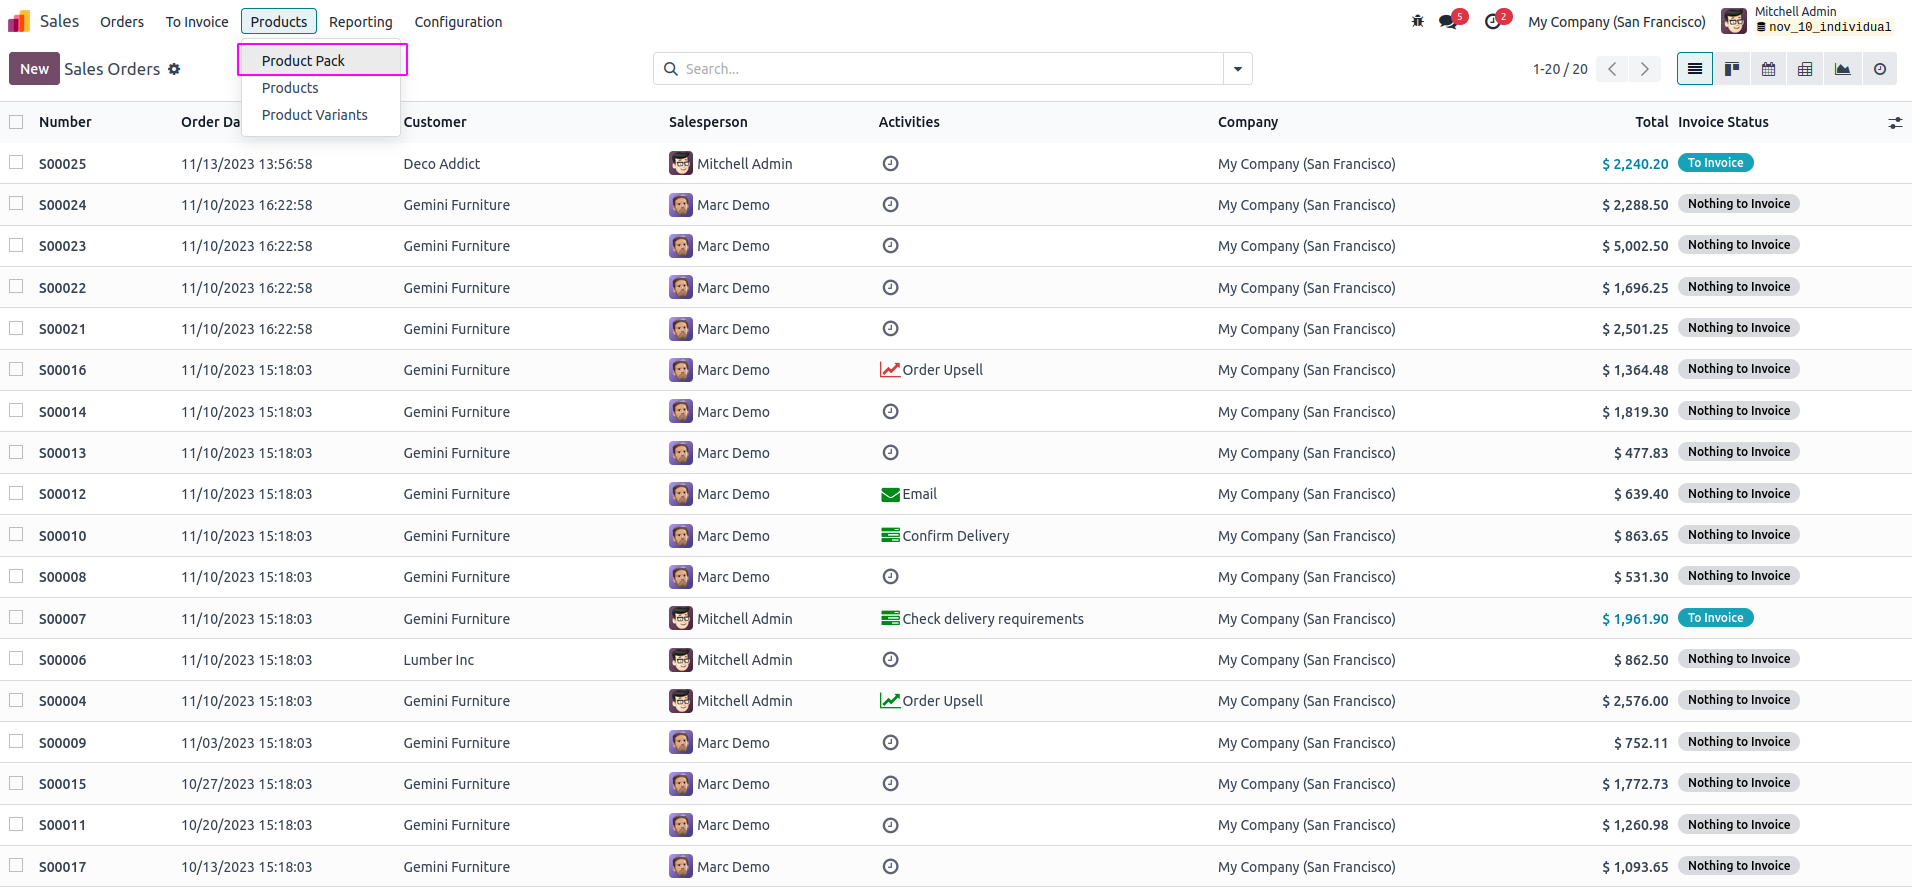 Sales Orders To Invoice Products Reporting Configuration 5 2 My Company (San Francisco) Mitchell Admin
nov_10_individual
Product Pack
Products
Product Variants
New Sales Orders Search... 1-20 / 20
Number Order Da Customer Salesperson Activities Company Total Invoice Status
S00025 11/13/2023 13:56:58 Deco Addict Mitchell Admin My Company (San Francisco) $ 2,240.20 To Invoice
S00024 11/10/2023 16:22:58 Gemini Furniture Marc Demo My Company (San Francisco) $ 2,288.50 Nothing to Invoice
S00023 11/10/2023 16:22:58 Gemini Furniture Marc Demo My Company (San Francisco) $ 5,002.50 Nothing to Invoice
S00022 11/10/2023 16:22:58 Gemini Furniture Marc Demo My Company (San Francisco) $ 1,696.25 Nothing to Invoice
S00021 11/10/2023 16:22:58 Gemini Furniture Marc Demo My Company (San Francisco) $ 2,501.25 Nothing to Invoice
S00016 11/10/2023 15:18:03 Gemini Furniture Marc Demo Order Upsell My Company (San Francisco) $ 1,364.48 Nothing to Invoice
S00014 11/10/2023 15:18:03 Gemini Furniture Marc Demo My Company (San Francisco) $ 1,819.30 Nothing to Invoice
S00013 11/10/2023 15:18:03 Gemini Furniture Marc Demo My Company (San Francisco) $ 477.83 Nothing to Invoice
S00012 11/10/2023 15:18:03 Gemini Furniture Marc Demo Email My Company (San Francisco) $ 639.40 Nothing to Invoice
S00010 11/10/2023 15:18:03 Gemini Furniture Marc Demo Confirm Delivery My Company (San Francisco) $ 863.65 Nothing to Invoice
S00008 11/10/2023 15:18:03 Gemini Furniture Marc Demo My Company (San Francisco) $ 531.30 Nothing to Invoice
S00007 11/10/2023 15:18:03 Gemini Furniture Mitchell Admin Check delivery requirements My Company (San Francisco) $ 1,961.90 To Invoice
S00006 11/10/2023 15:18:03 Lumber Inc Mitchell Admin My Company (San Francisco) $ 862.50 Nothing to Invoice
S00004 11/10/2023 15:18:03 Gemini Furniture Mitchell Admin Order Upsell My Company (San Francisco) $ 2,576.00 Nothing to Invoice
S00009 11/03/2023 15:18:03 Gemini Furniture Marc Demo My Company (San Francisco) $ 752.11 Nothing to Invoice
S00015 10/27/2023 15:18:03 Gemini Furniture Marc Demo My Company (San Francisco) $ 1,772.73 Nothing to Invoice
S00011 10/20/2023 15:18:03 Gemini Furniture Marc Demo My Company (San Francisco) $ 1,260.98 Nothing to Invoice
S00017 10/13/2023 15:18:03 Gemini Furniture Marc Demo My Company (San Francisco) $ 1,093.65 Nothing to Invoice